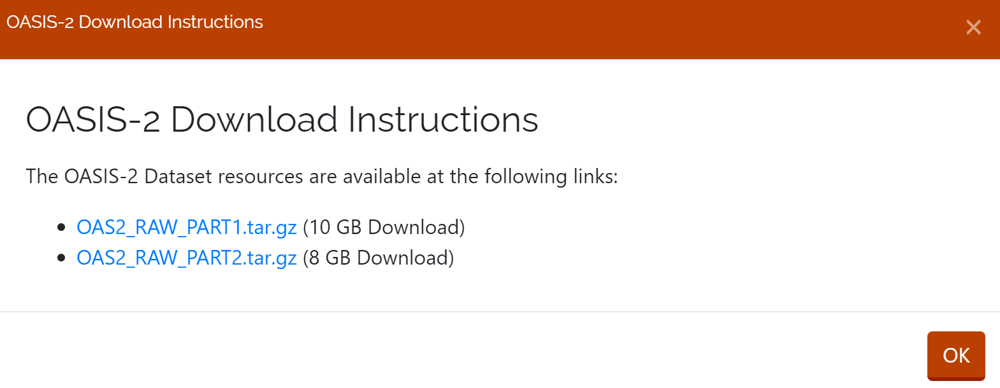 OASIS-2 Download Instructions
×
OASIS-2 Download Instructions
The OASIS-2 Dataset resources are available at the following links:
• OAS2_RAW_PART1.tar.gz (10 GB Download)
• OAS2_RAW_PART2.tar.gz (8 GB Download)
OK